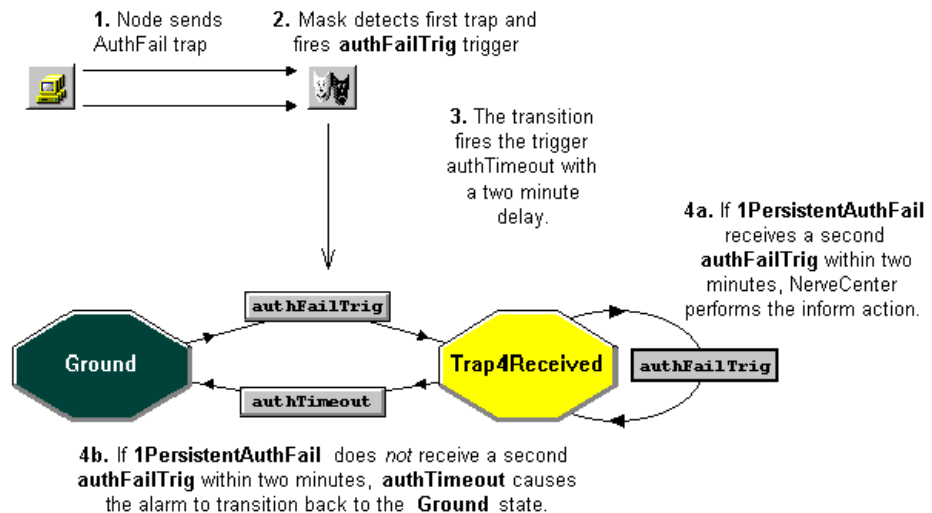 1. Node sends
AuthFail trap
2. Mask detects first trap and
fires authFailTrig trigger
3. The transition
fires the trigger
authTimeout with
a two minute
delay.
4a. If 1PersistentAuthFail
receives a second
authFailTrig within two
minutes, NerveCenter
performs the inform action.
authFailTrig
Ground
Trap4Received
authFailTrig
authTimeout
4b. If 1PersistentAuthFail does not receive a second
authFailTrig within two minutes, authTimeout causes
the alarm to transition back to the Ground state.